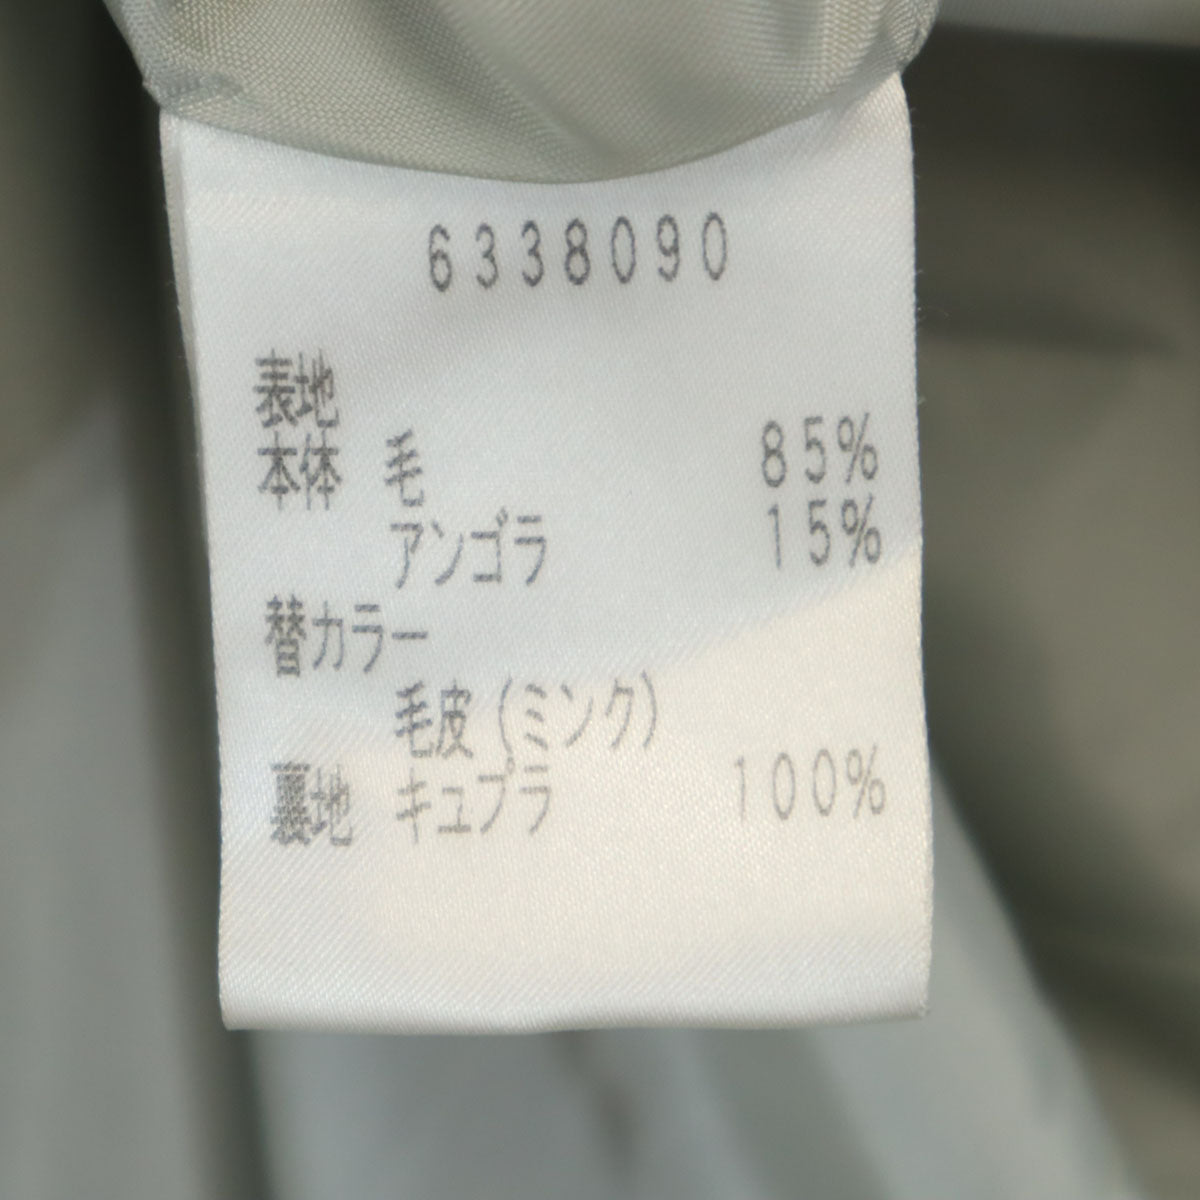 6338090
表地
本体 毛 85%
アンゴラ 15%
替カラー
毛皮(ミンク)
裏地 キュプラ 100%